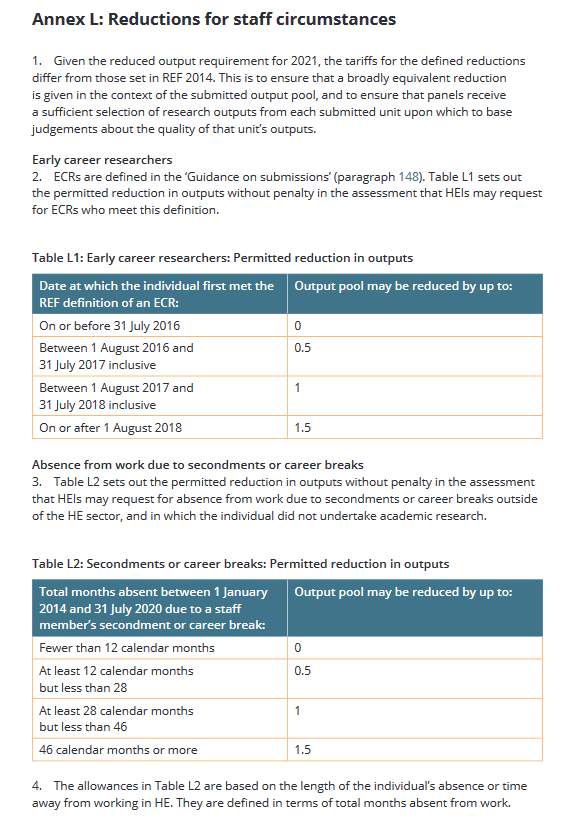 Annex L: Reductions for staff circumstances
1. Given the reduced output requirement for 2021, the tariffs for the defined reductions
differ from those set in REF 2014. This is to ensure that a broadly equivalent reduction
is given in the context of the submitted output pool, and to ensure that panels receive
a sufficient selection of research outputs from each submitted unit upon which to base
judgements about the quality of that unit’s outputs.
Early career researchers
2. ECRs are defined in the ‘Guidance on submissions’ (paragraph 148). Table L1 sets out
the permitted reduction in outputs without penalty in the assessment that HEIs may request
for ECRs who meet this definition.
Table L1: Early career researchers: Permitted reduction in outputs
Date at which the individual first met the Output pool may be reduced by up to:
REF definition of an ECR:
On or before 31 July 2016 0
Between 1 August 2016 and 0.5
31 July 2017 inclusive
Between 1 August 2017 and 1
31 July 2018 inclusive
On or after 1 August 2018 1.5
Absence from work due to secondments or career breaks
3. Table L2 sets out the permitted reduction in outputs without penalty in the assessment
that HEIs may request for absence from work due to secondments or career breaks outside
of the HE sector, and in which the individual did not undertake academic research.
Table L2: Secondments or career breaks: Permitted reduction in outputs
Total months absent between 1 January Output pool may be reduced by up to:
2014 and 31 July 2020 due to a staff
member’s secondment or career break:
Fewer than 12 calendar months 0
At least 12 calendar months 0.5
but less than 28
At least 28 calendar months 1
but less than 46
46 calendar months or more 1.5
4. The allowances in Table L2 are based on the length of the individual’s absence or time
away from working in HE. They are defined in terms of total months absent from work.